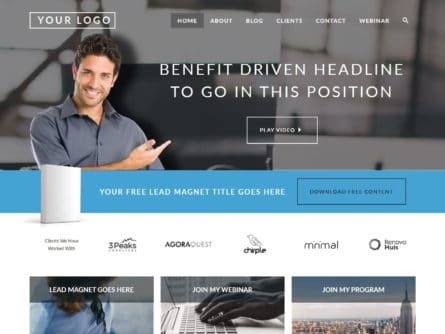 YOUR LOGO
HOME ABOUT BLOG CLIENTS CONTACT WEBINAR
BENEFIT DRIVEN HEADLINE
TO GO IN THIS POSITION
PLAY VIDEO
YOUR FREE LEAD MAGNET TITLE GOES HERE
DOWNLOAD FREE CONTENT
Clients We Have
Worked With
3Peaks
AGORAQUEST
minimal
Renova
Huis
LEAD MAGNET GOES HERE
JOIN MY WEBINAR
JOIN MY PROGRAM